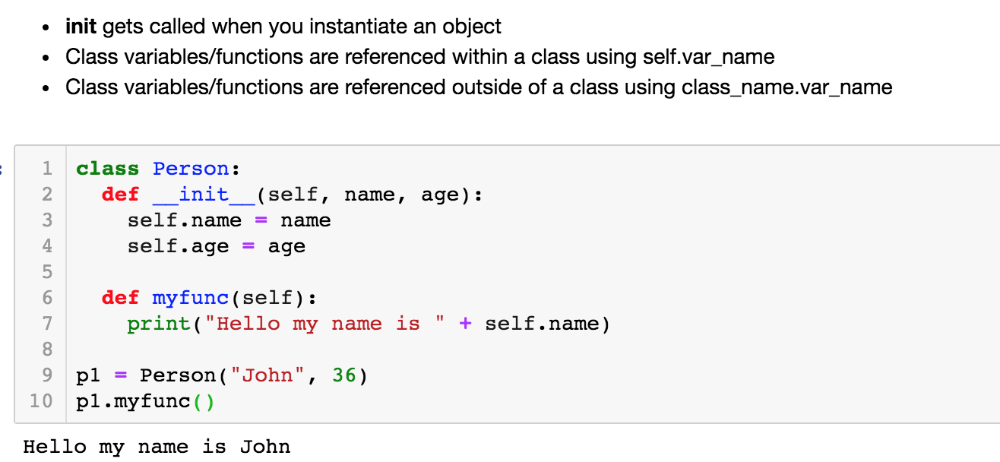 • init gets called when you instantiate an object
• Class variables/functions are referenced within a class using self.var_name
• Class variables/functions are referenced outside of a class using class_name.var_name
1 class Person:
2   def __init__(self, name, age):
3     self.name = name
4     self.age = age
5
6   def myfunc(self):
7     print("Hello my name is " + self.name)
8
9 p1 = Person("John", 36)
10 p1.myfunc()
Hello my name is John